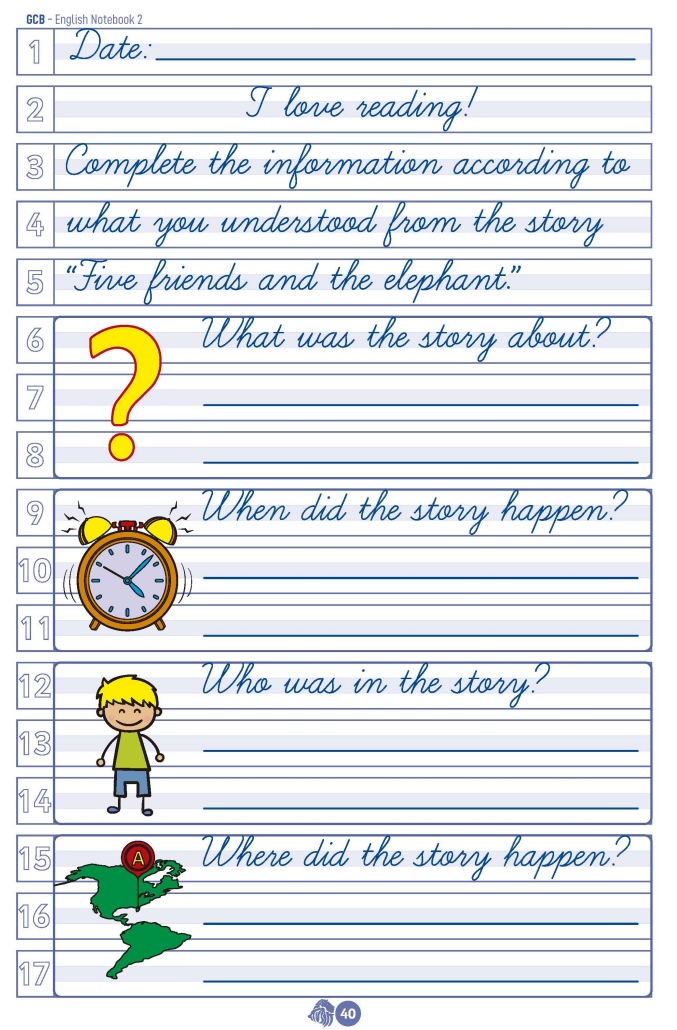 GCB - English Notebook 2
1 Date:
2 I love reading!
3 Complete the information according to
4 what you understood from the story
5 “Five friends and the elephant.”
6 What was the story about?
7
8
9 When did the story happen?
10
11
12 Who was in the story?
13
14
15 Where did the story happen?
A
16
17
40